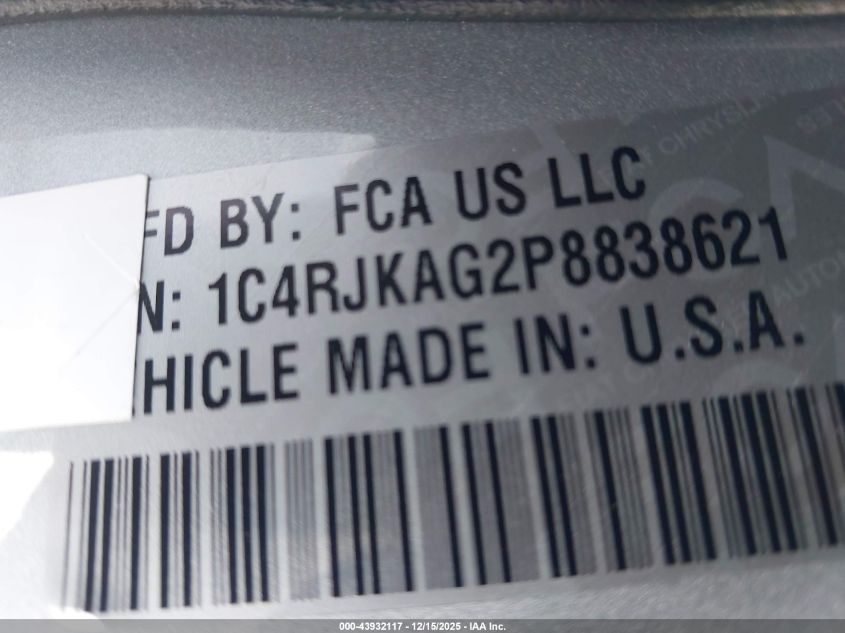 FD BY: FCA US LLC
N: 1C4RJKAG2P8838621
HICLE MADE IN: U.S.A.
000-43932117 - 12/15/2025 - IAA Inc.